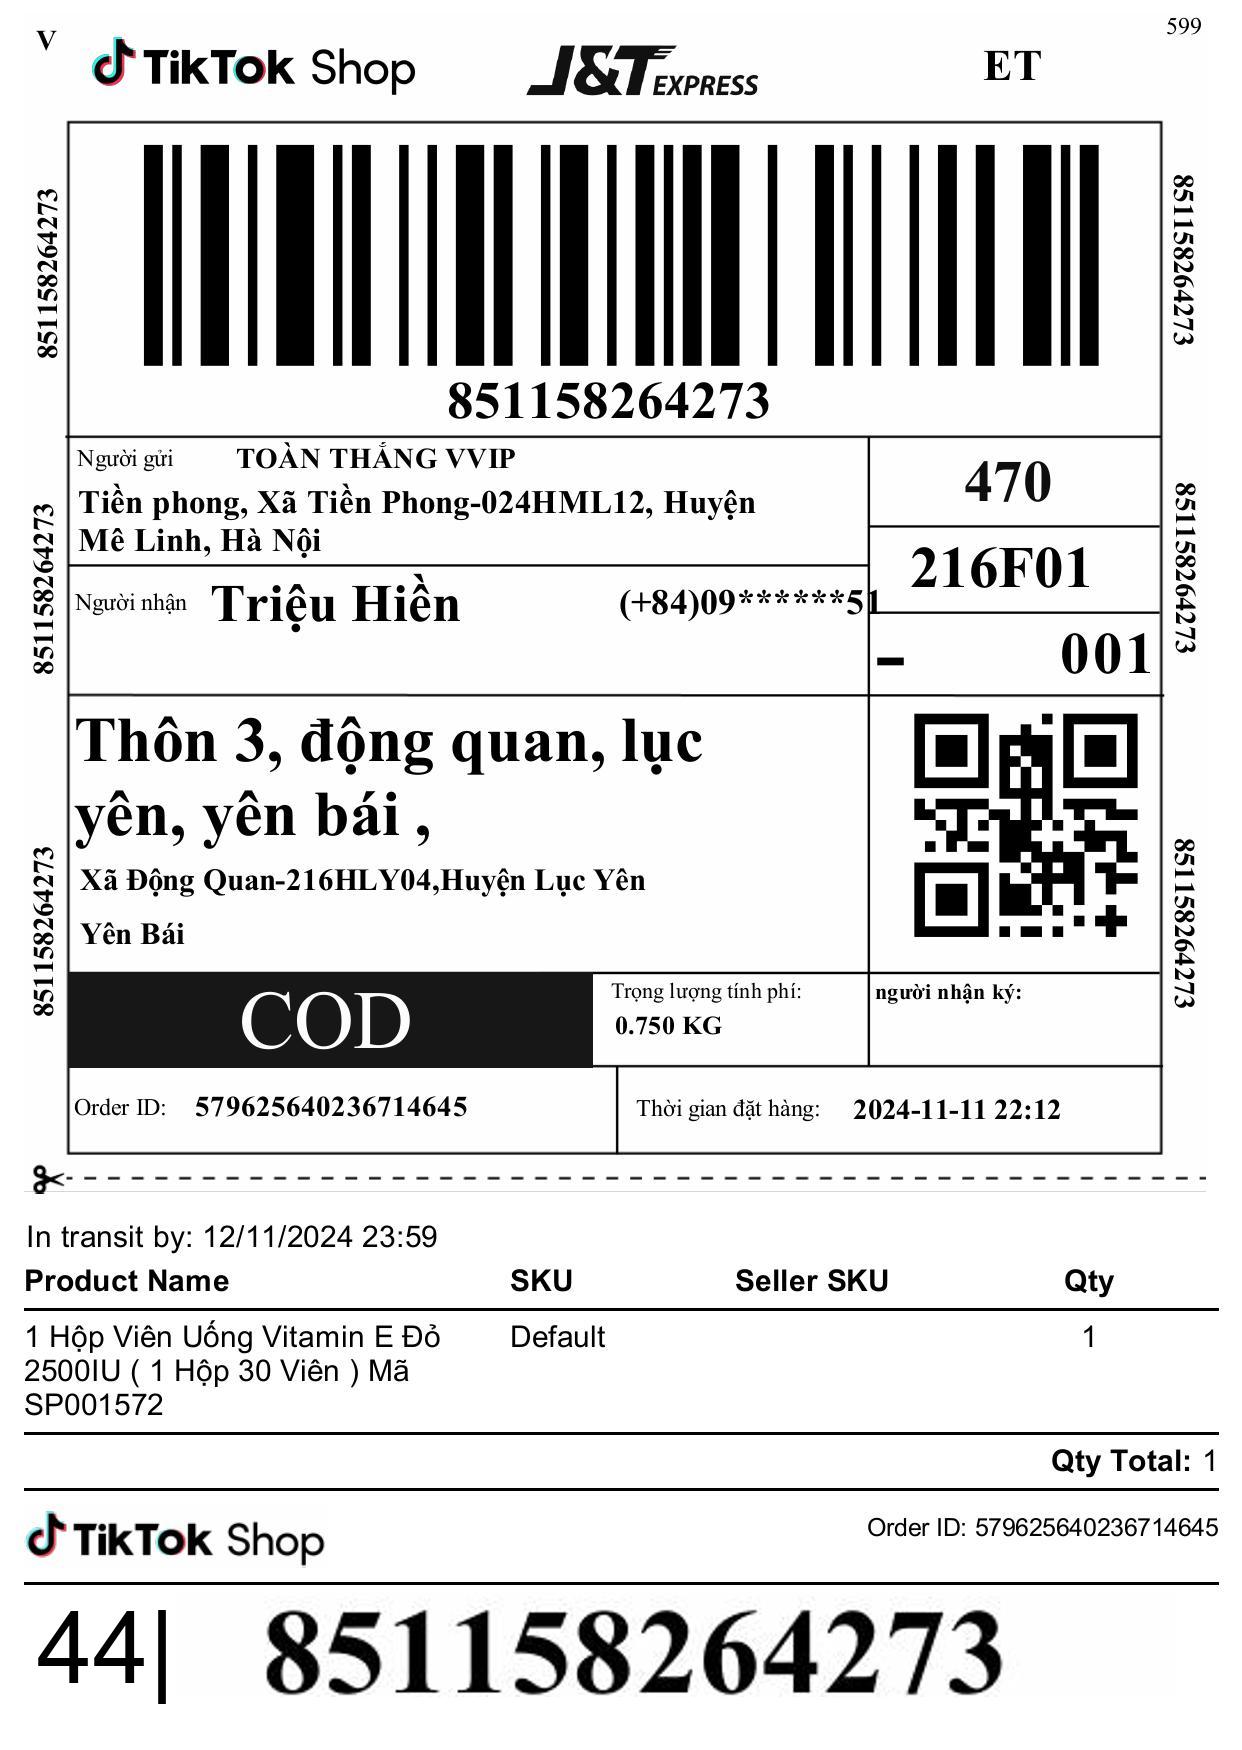 599
V
TikTok Shop
J&T EXPRESS
ET
851158264273
851158264273
851158264273
Người gửi TOÀN THẮNG VVIP
Tiền phong, Xã Tiền Phong-024HML12, Huyện
Mê Linh, Hà Nội
470
216F01
- 001
851158264273
851158264273
Người nhận Triệu Hiền (+84)09******51
Thôn 3, động quan, lục
yên, yên bái ,
Xã Động Quan-216HLY04,Huyện Lục Yên
Yên Bái
851158264273
851158264273
COD
Trọng lượng tính phí:
0.750 KG
người nhận ký:
Order ID: 579625640236714645
Thời gian đặt hàng: 2024-11-11 22:12
In transit by: 12/11/2024 23:59
Product Name SKU Seller SKU Qty
1 Hộp Viên Uống Vitamin E Đỏ Default 1
2500IU ( 1 Hộp 30 Viên ) Mã
SP001572
Qty Total: 1
TikTok Shop
Order ID: 579625640236714645
44| 851158264273